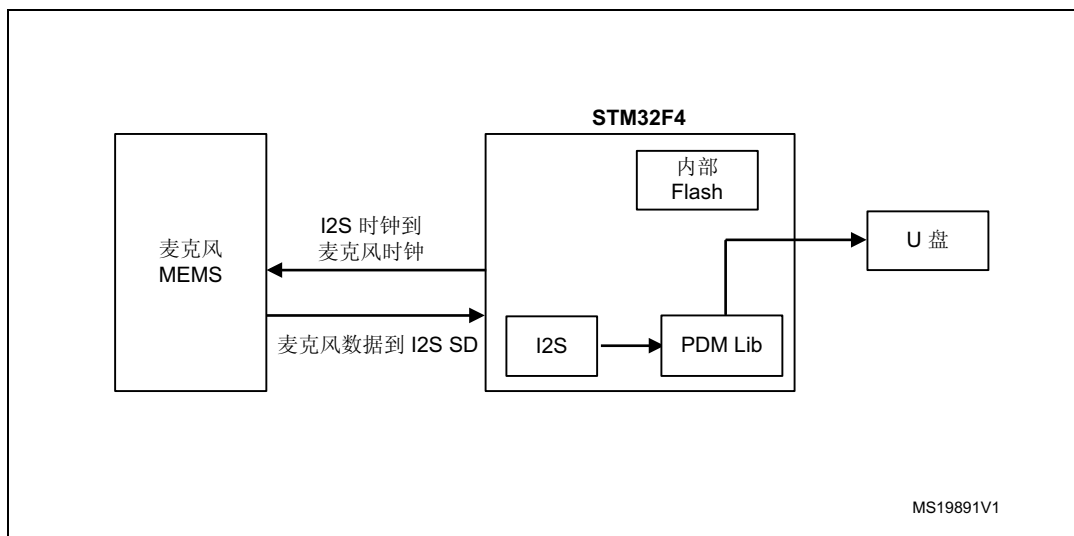 STM32F4
内部
Flash
I2S 时钟到
麦克风时钟
麦克风
MEMS
U 盘
麦克风数据到 I2S SD
I2S
PDM Lib
MS19891V1